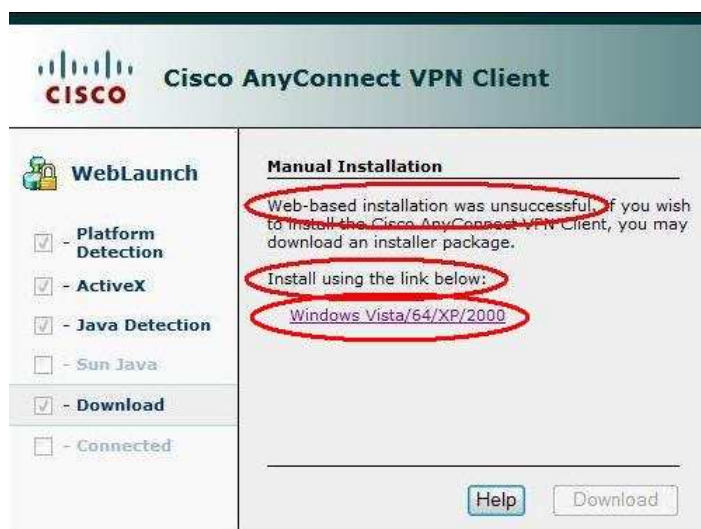 CISCO
Cisco AnyConnect VPN Client
WebLaunch
- Platform
Detection
- ActiveX
- Java Detection
- Sun Java
- Download
- Connected
Manual Installation
Web-based installation was unsuccessful. If you wish
to install the Cisco AnyConnect VPN Client, you may
download an installer package.
Install using the link below:
Windows Vista/64/XP/2000
Help
Download